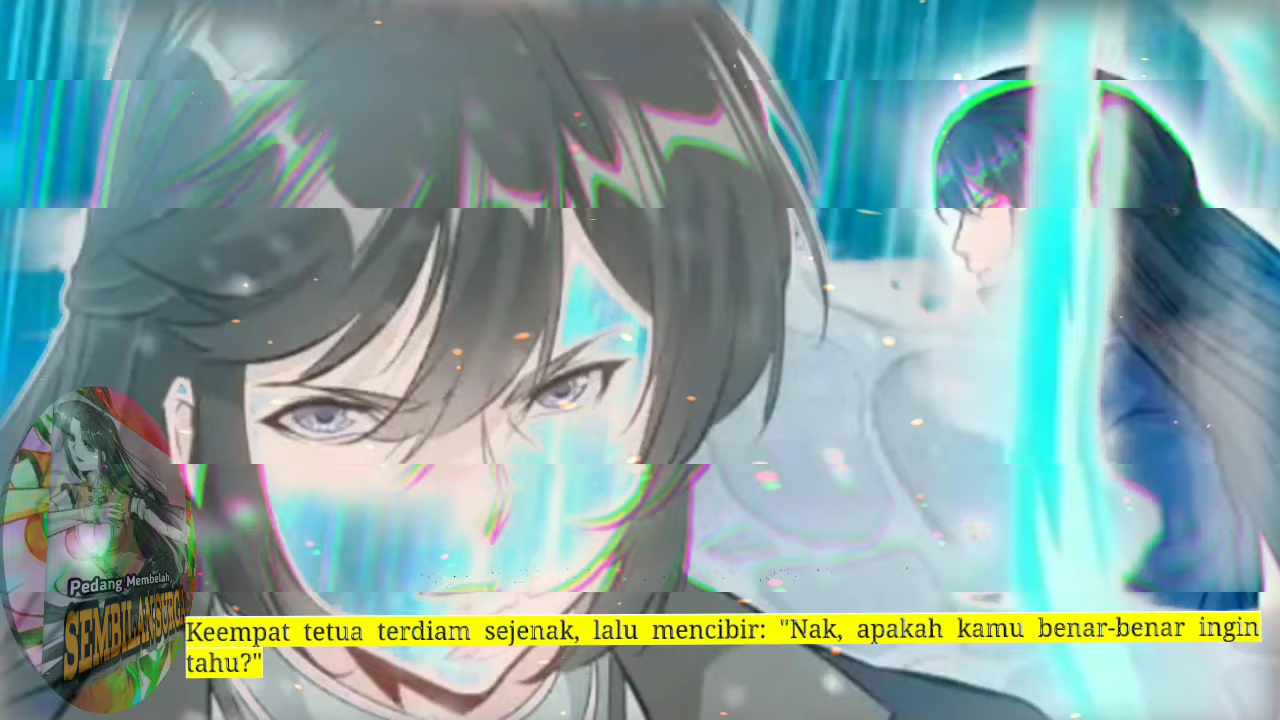 Pedang Membelah
SEMBILAN SURGA
Keempat tetua terdiam sejenak, lalu mencibir: "Nak, apakah kamu benar-benar ingin
tahu?"